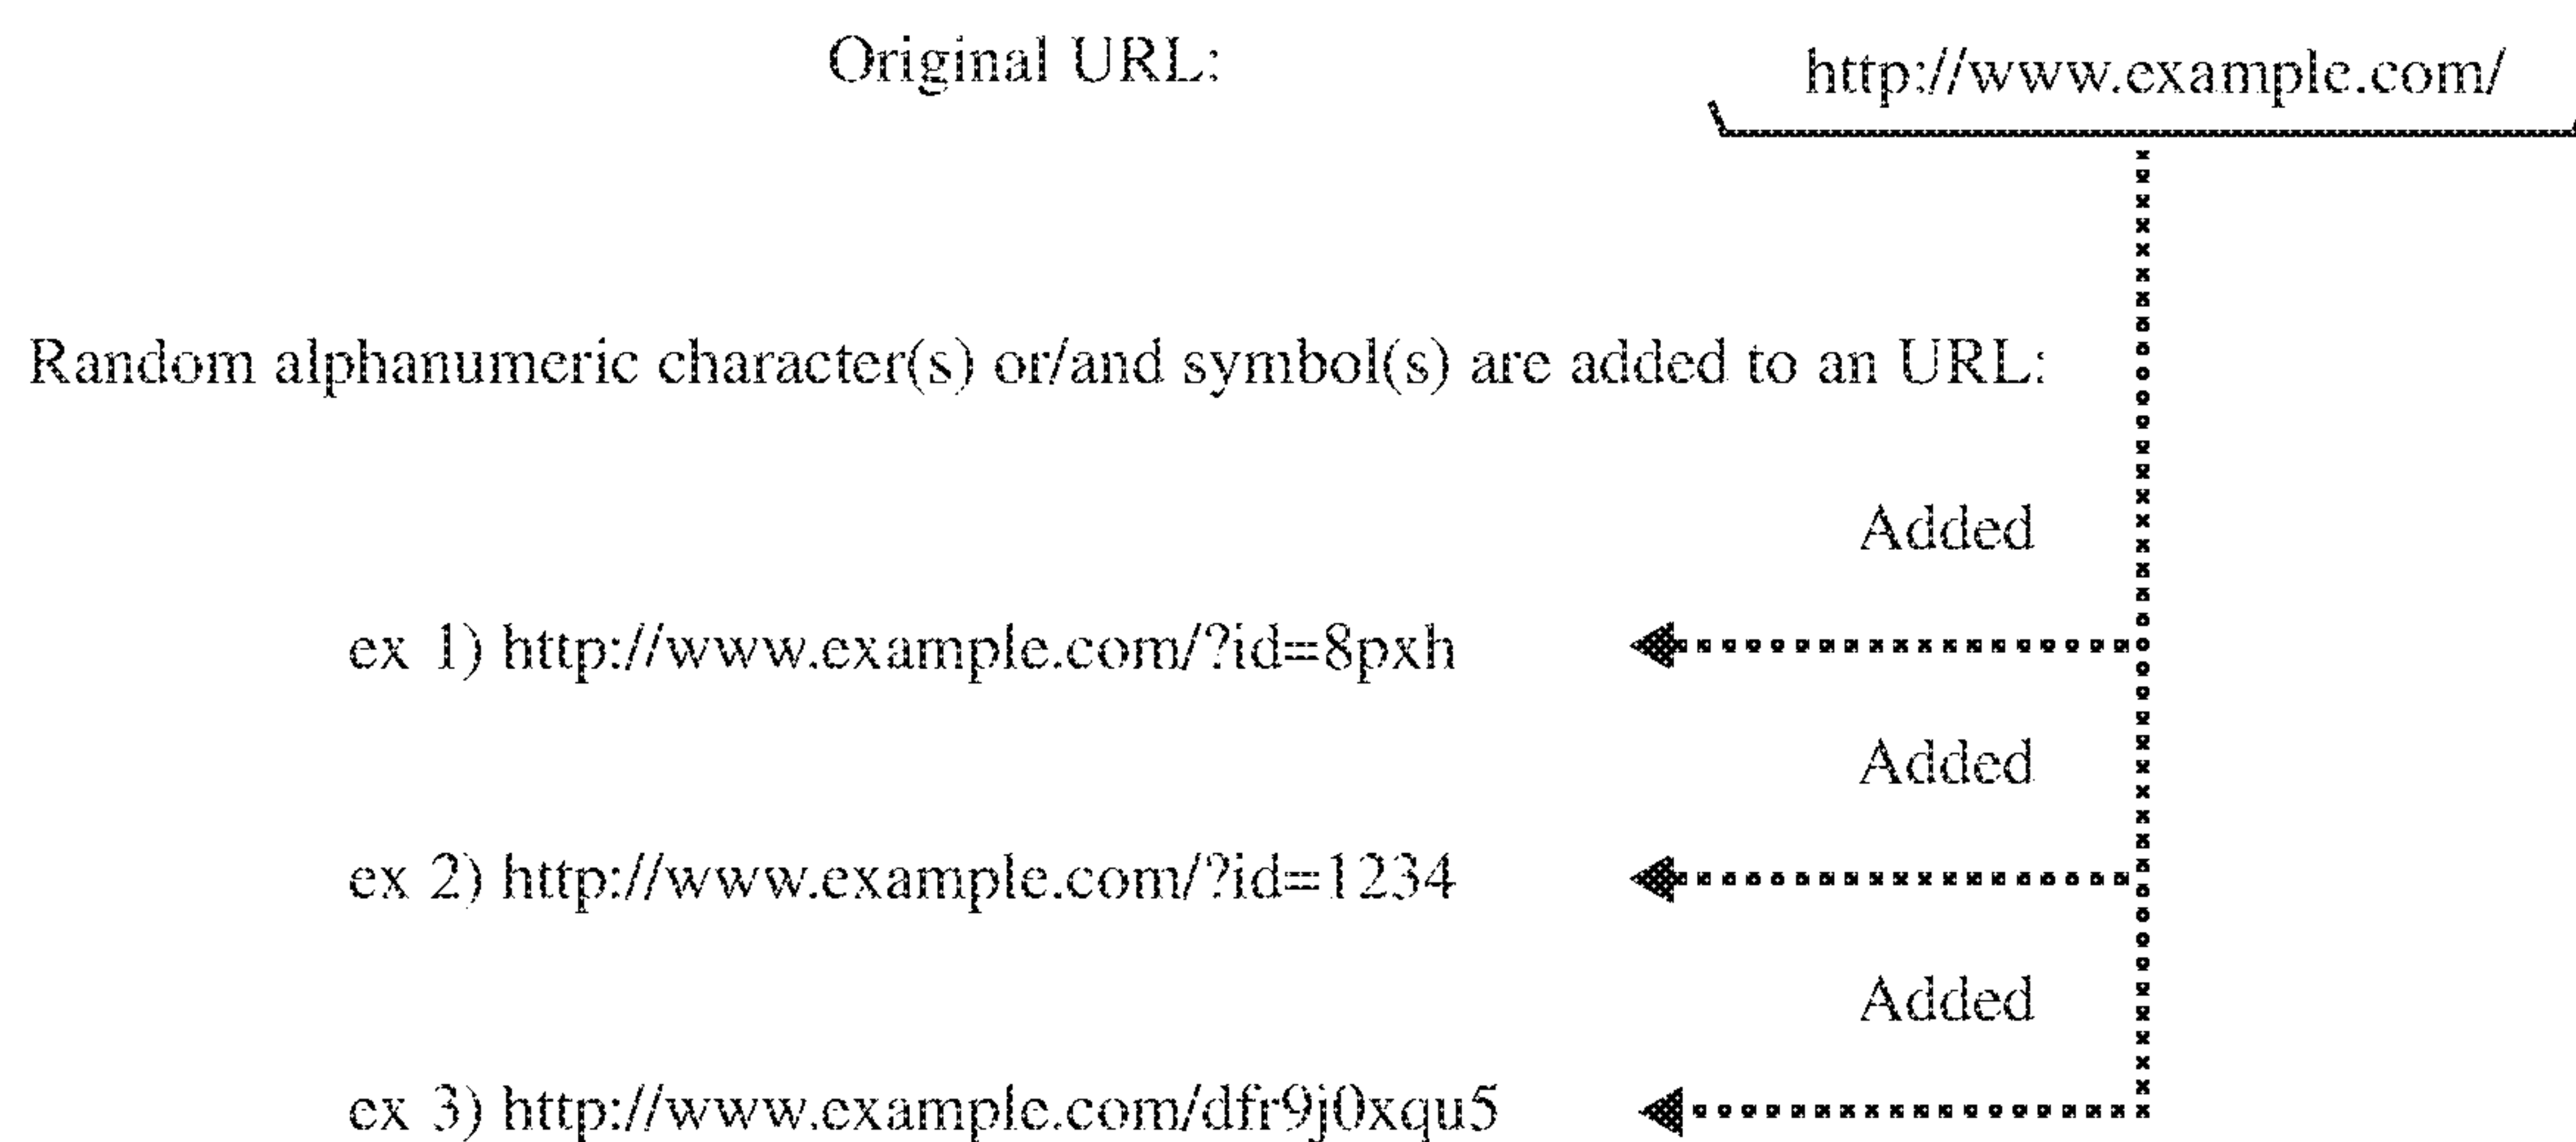 Original URL: http://www.example.com/
Random alphanumeric character(s) or/and symbol(s) are added to an URL:
Added
ex 1) http://www.example.com/?id=8pxh
Added
ex 2) http://www.example.com/?id=1234
Added
ex 3) http://www.example.com/dfr9j0xqu5